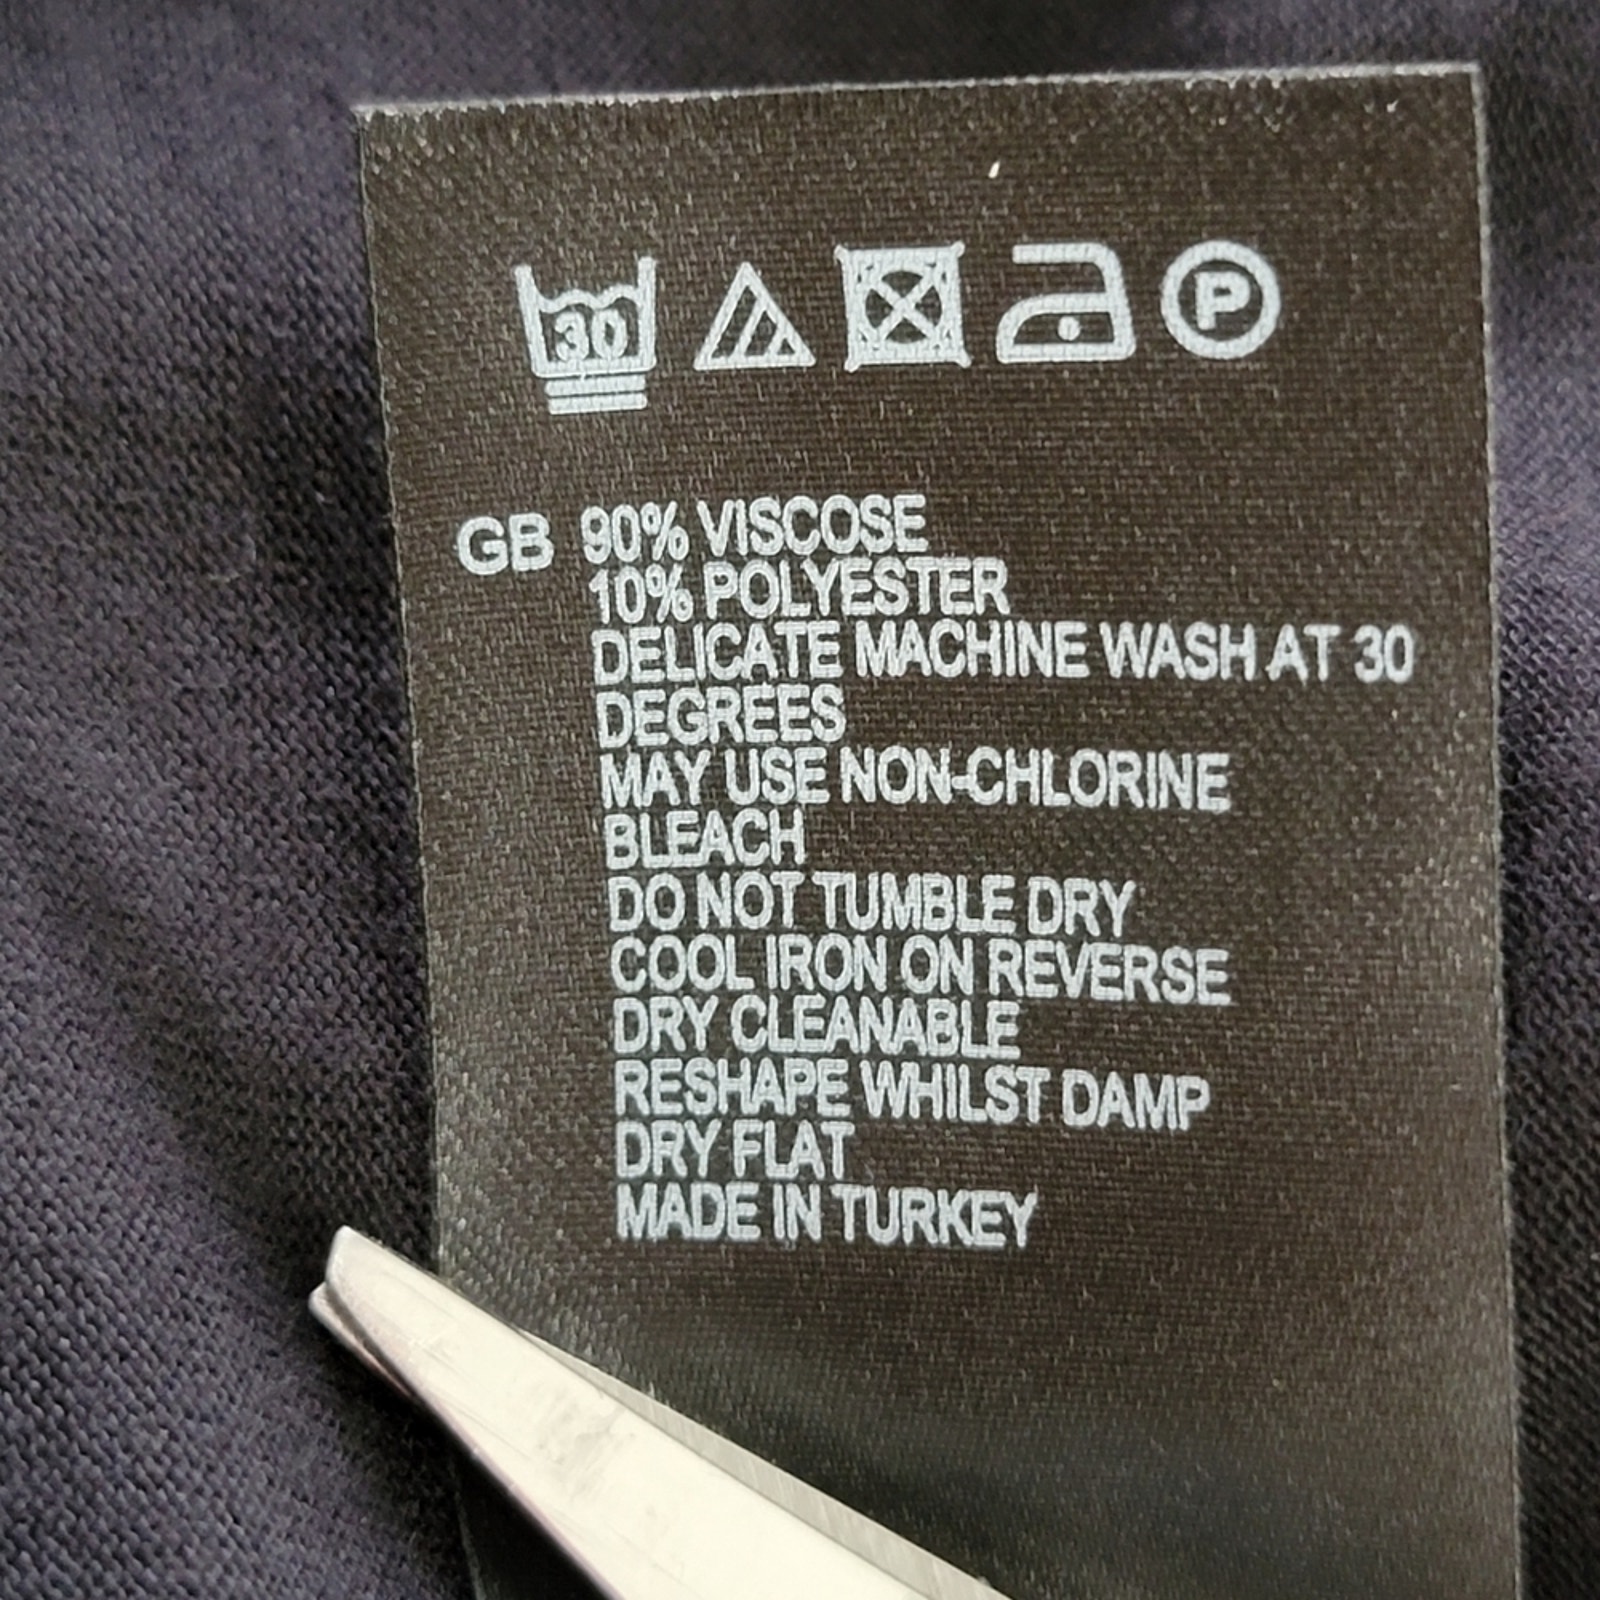 30
P
GB 90% VISCOSE
10% POLYESTER
DELICATE MACHINE WASH AT 30
DEGREES
MAY USE NON-CHLORINE
BLEACH
DO NOT TUMBLE DRY
COOL IRON ON REVERSE
DRY CLEANABLE
RESHAPE WHILST DAMP
DRY FLAT
MADE IN TURKEY